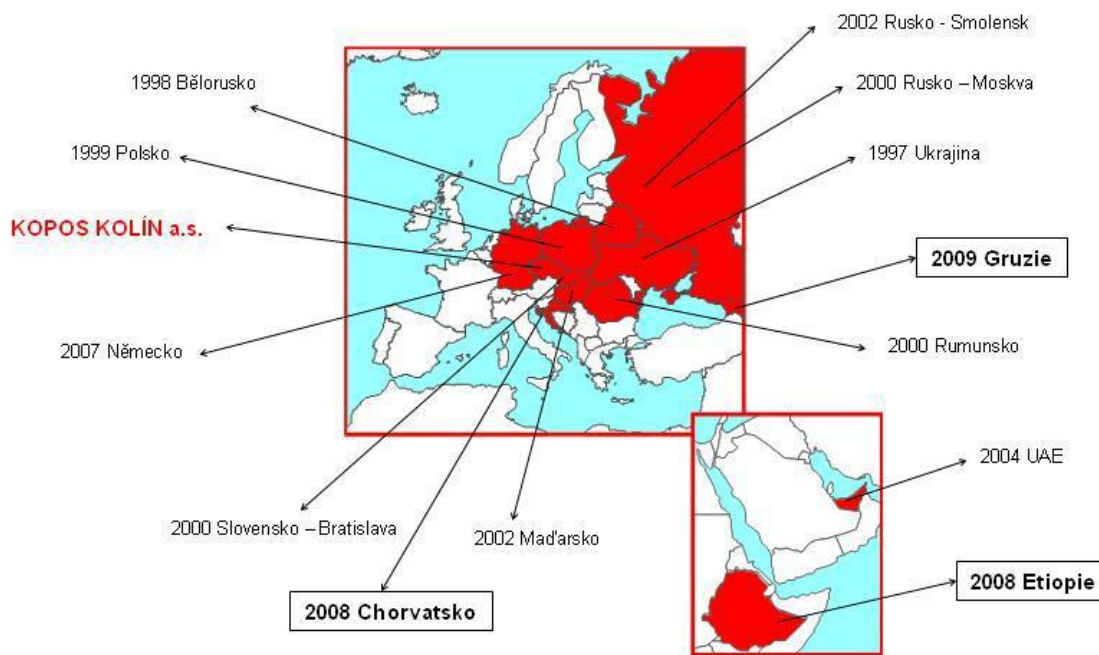 2002 Rusko - Smolensk
1998 Bělorusko
2000 Rusko – Moskva
1999 Polsko
1997 Ukrajina
KOPOS KOLÍN a.s.
2009 Gruzie
2007 Německo
2000 Rumunsko
2004 UAE
2000 Slovensko – Bratislava
2002 Maďarsko
2008 Etiopie
2008 Chorvatsko